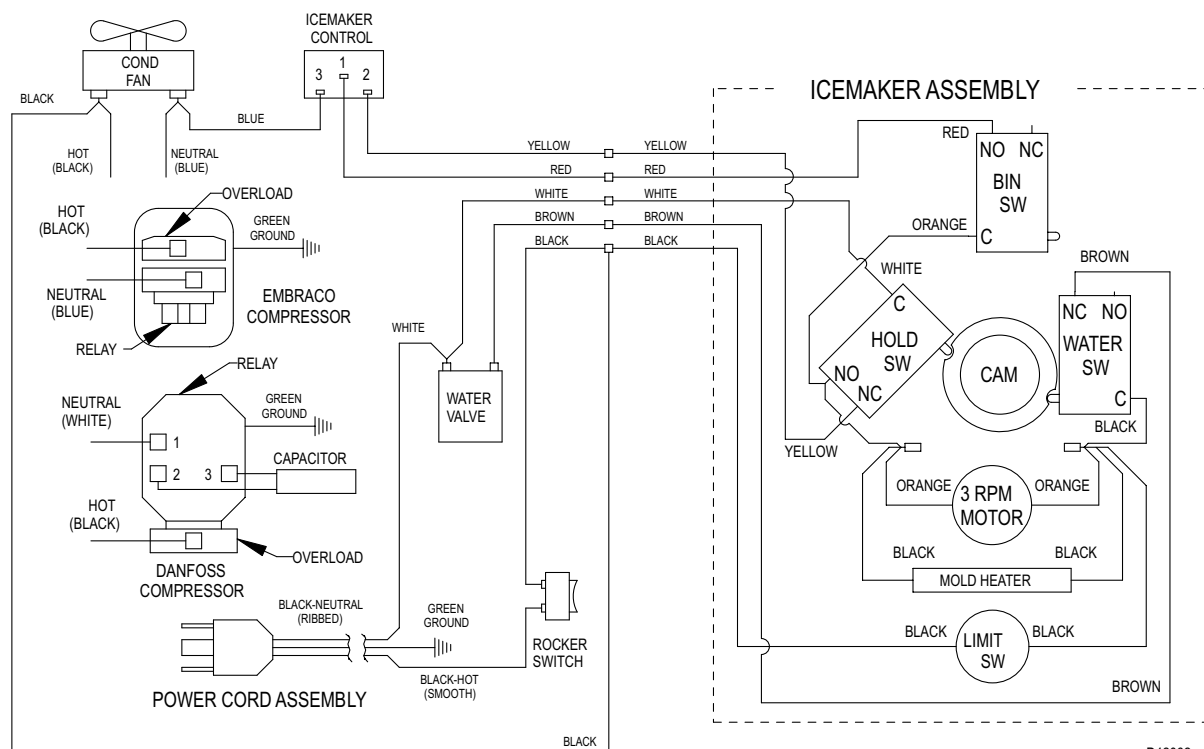 COND
FAN
BLACK
HOT
(BLACK)
NEUTRAL
(BLUE)
BLUE
ICEMAKER
CONTROL
3 1 2
YELLOW YELLOW
RED RED
WHITE WHITE
BROWN BROWN
BLACK BLACK
OVERLOAD
HOT
(BLACK)
GREEN
GROUND
NEUTRAL
(BLUE)
EMBRACO
COMPRESSOR
RELAY
RELAY
NEUTRAL
(WHITE)
GREEN
GROUND
1
2 3
CAPACITOR
HOT
(BLACK)
OVERLOAD
DANFOSS
COMPRESSOR
WHITE
WATER
VALVE
BLACK-NEUTRAL
(RIBBED)
GREEN
GROUND
BLACK-HOT
(SMOOTH)
ROCKER
SWITCH
POWER CORD ASSEMBLY
BLACK
ICEMAKER ASSEMBLY
RED
NO NC
BIN
SW
C
ORANGE
WHITE
C
HOLD
SW
NO
NC
YELLOW
CAM
BROWN
NC NO
WATER
SW
C
BLACK
ORANGE ORANGE
3 RPM
MOTOR
BLACK BLACK
MOLD HEATER
BLACK BLACK
LIMIT
SW
BROWN